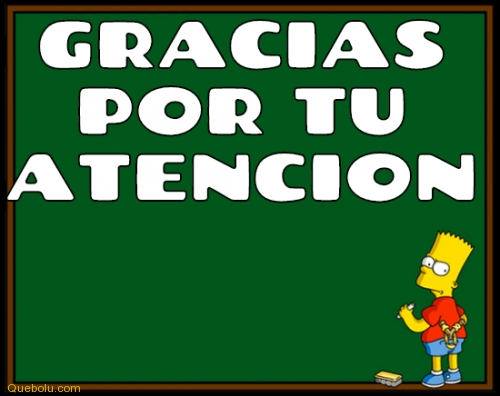 GRACIAS
POR TU
ATENCION
Quebolu.com